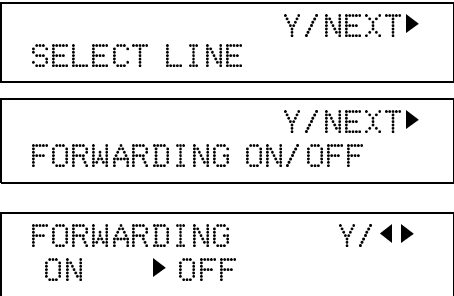 Y/NEXT▶
SELECT LINE
Y/NEXT▶
FORWARDING ON/OFF
FORWARDING Y/◀▶
ON ▶OFF